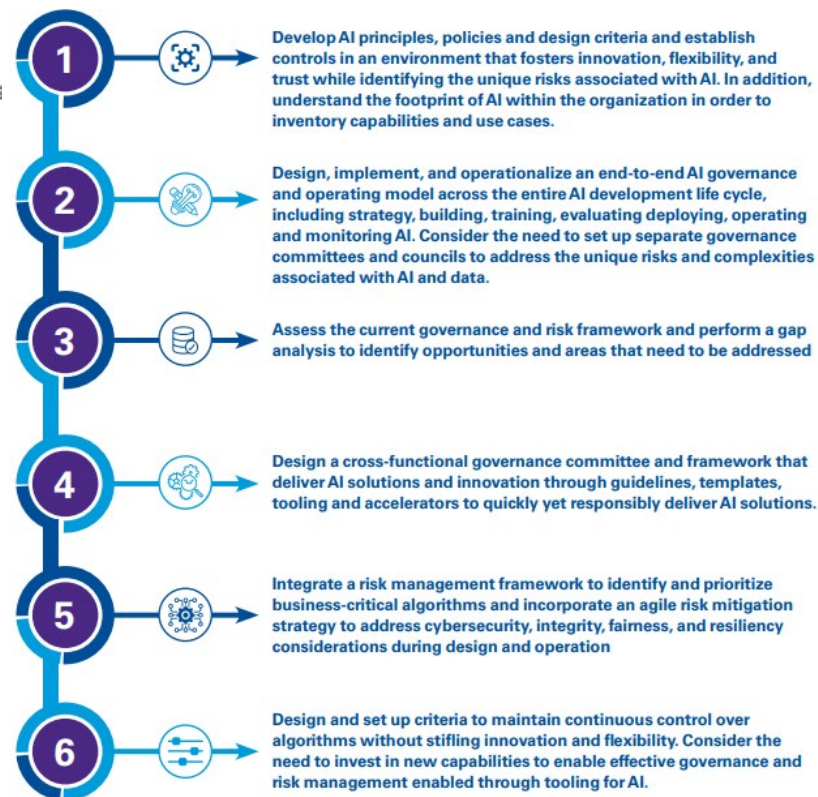 1
Develop AI principles, policies and design criteria and establish
controls in an environment that fosters innovation, flexibility, and
trust while identifying the unique risks associated with AI. In addition,
understand the footprint of AI within the organization in order to
inventory capabilities and use cases.
2
Design, implement, and operationalize an end-to-end AI governance
and operating model across the entire AI development life cycle,
including strategy, building, training, evaluating deploying, operating
and monitoring AI. Consider the need to set up separate governance
committees and councils to address the unique risks and complexities
associated with AI and data.
3
Assess the current governance and risk framework and perform a gap
analysis to identify opportunities and areas that need to be addressed
4
Design a cross-functional governance committee and framework that
deliver AI solutions and innovation through guidelines, templates,
tooling and accelerators to quickly yet responsibly deliver AI solutions.
5
Integrate a risk management framework to identify and prioritize
business-critical algorithms and incorporate an agile risk mitigation
strategy to address cybersecurity, integrity, fairness, and resiliency
considerations during design and operation
6
Design and set up criteria to maintain continuous control over
algorithms without stifling innovation and flexibility. Consider the
need to invest in new capabilities to enable effective governance and
risk management enabled through tooling for AI.